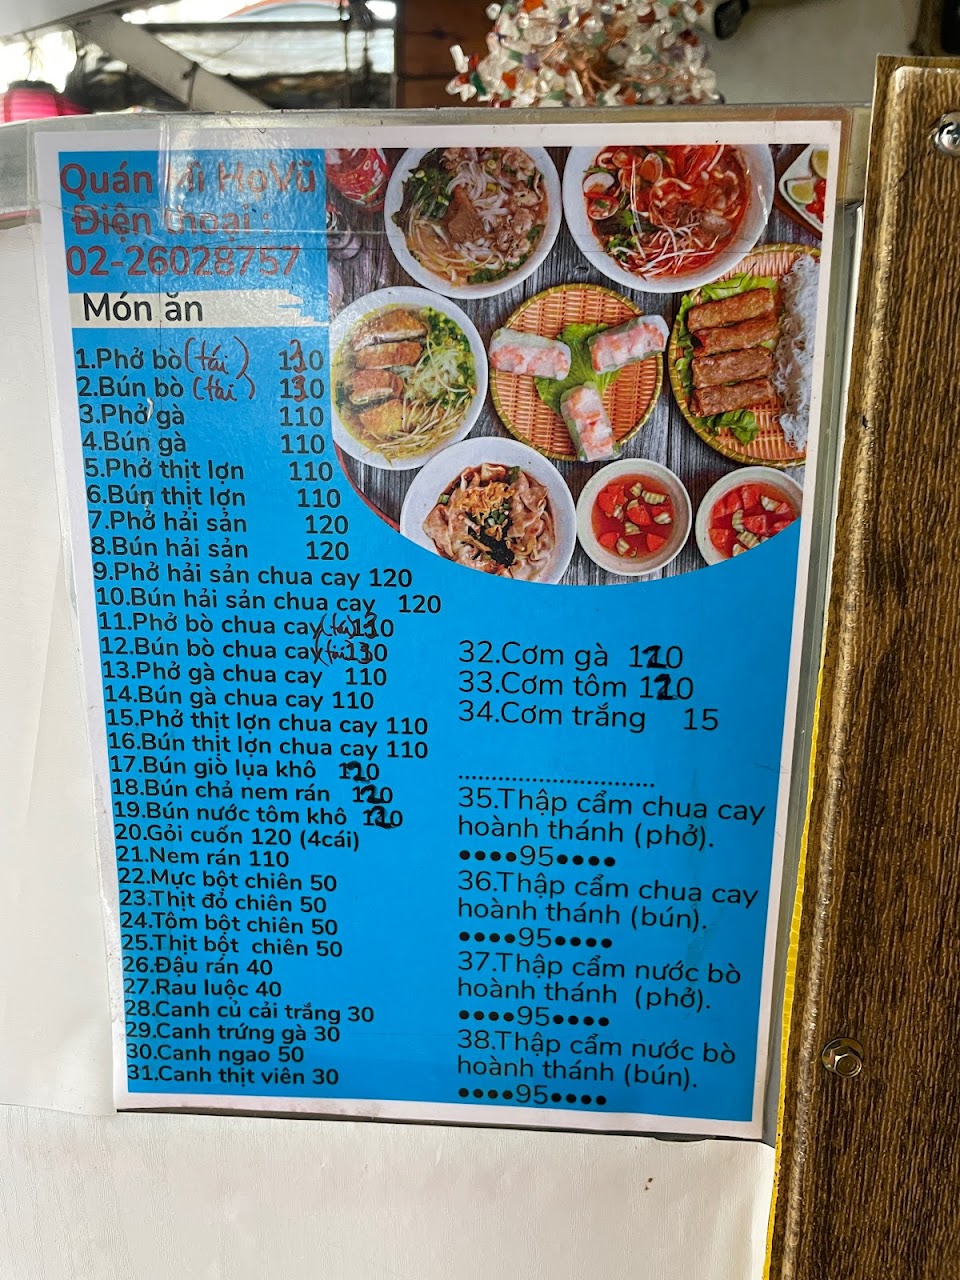 Quán Mì Họ Vũ
Điện thoại :
02-26028757
Món ăn
1.Phở bò (tái) 130
2.Bún bò (tái) 130
3.Phở gà 110
4.Bún gà 110
5.Phở thịt lợn 110
6.Bún thịt lợn 110
7.Phở hải sản 120
8.Bún hải sản 120
9.Phở hải sản chua cay 120
10.Bún hải sản chua cay 120
11.Phở bò chua cay (tái) 130
12.Bún bò chua cay (tái) 130
13.Phở gà chua cay 110
14.Bún gà chua cay 110
15.Phở thịt lợn chua cay 110
16.Bún thịt lợn chua cay 110
17.Bún giò lụa khô 120
18.Bún chả nem rán 120
19.Bún nước tôm khô 120
20.Gỏi cuốn 120 (4cái)
21.Nem rán 110
22.Mực bột chiên 50
23.Thịt đỏ chiên 50
24.Tôm bột chiên 50
25.Thịt bột chiên 50
26.Đậu rán 40
27.Rau luộc 40
28.Canh củ cải trắng 30
29.Canh trứng gà 30
30.Canh ngao 50
31.Canh thịt viên 30
32.Cơm gà 120
33.Cơm tôm 120
34.Cơm trắng 15
.............................
35.Thập cẩm chua cay
hoành thánh (phở).
••••95••••
36.Thập cẩm chua cay
hoành thánh (bún).
••••95••••
37.Thập cẩm nước bò
hoành thánh (phở).
••••95••••
38.Thập cẩm nước bò
hoành thánh (bún).
••••95••••